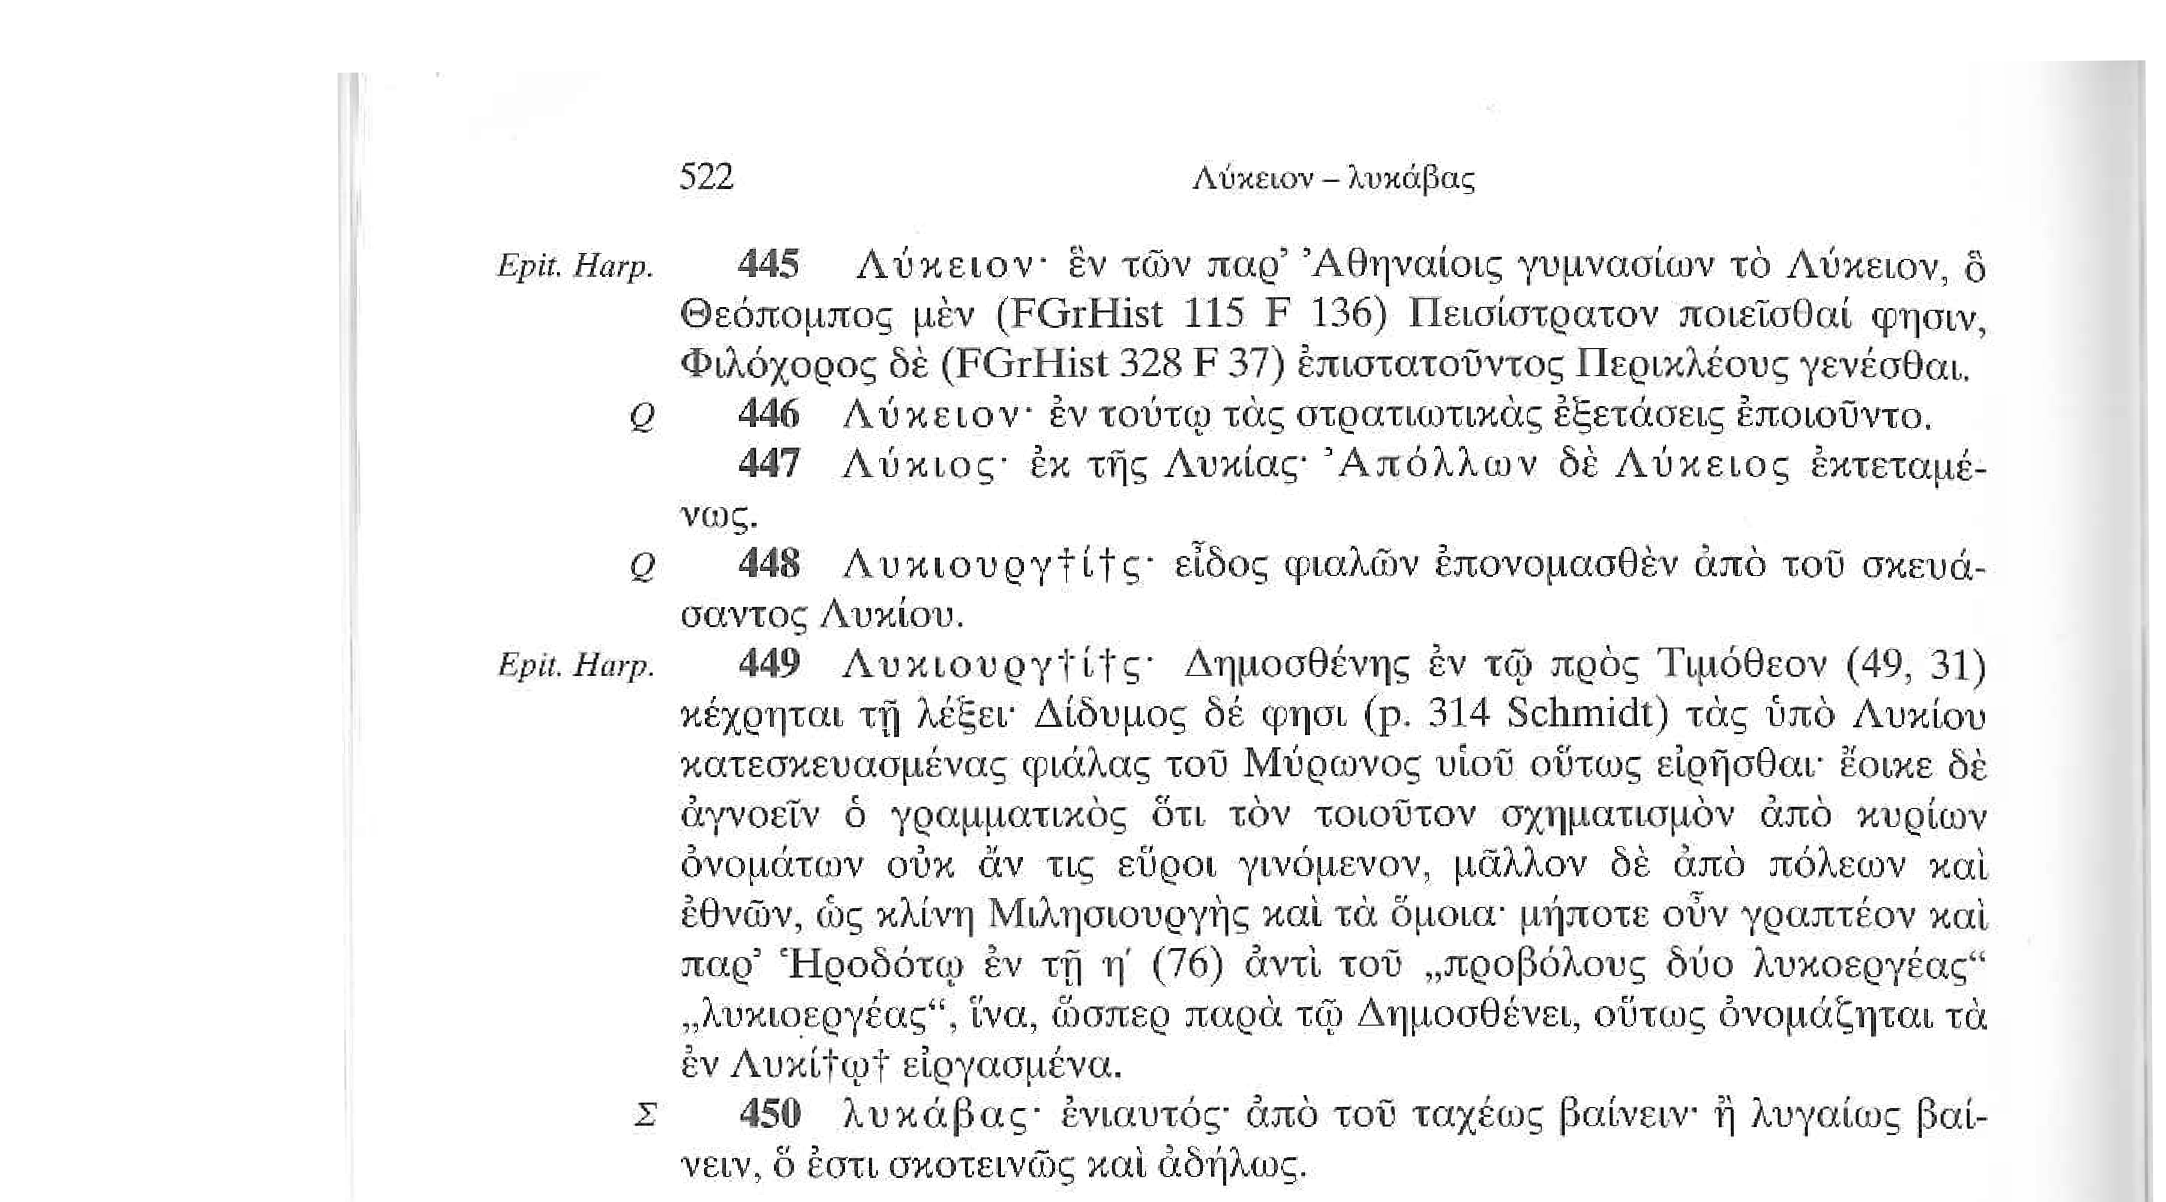 522 Λύκειον – λυκάβας
Epit. Harp. 445 Λύκειον· ἓν τῶν παρ’ Ἀθηναίοις γυμνασίων τὸ Λύκειον, ὃ
Θεόπομπος μὲν (FGrHist 115 F 136) Πεισίστρατον ποιεῖσθαί φησιν,
Φιλόχορος δὲ (FGrHist 328 F 37) ἐπιστατοῦντος Περικλέους γενέσθαι.
Q 446 Λύκειον· ἐν τούτῳ τὰς στρατιωτικὰς ἐξετάσεις ἐποιοῦντο.
447 Λύκιος· ἐκ τῆς Λυκίας· Ἀπόλλων δὲ Λύκειος ἐκτεταμέ-
νως.
Q 448 Λυκιουργ†ί†ς· εἶδος φιαλῶν ἐπονομασθὲν ἀπὸ τοῦ σκευά-
σαντος Λυκίου.
Epit. Harp. 449 Λυκιουργ†ί†ς· Δημοσθένης ἐν τῷ πρὸς Τιμόθεον (49, 31)
κέχρηται τῇ λέξει· Δίδυμος δέ φησι (p. 314 Schmidt) τὰς ὑπὸ Λυκίου
κατεσκευασμένας φιάλας τοῦ Μύρωνος υἱοῦ οὕτως εἰρῆσθαι· ἔοικε δὲ
ἀγνοεῖν ὁ γραμματικὸς ὅτι τὸν τοιοῦτον σχηματισμὸν ἀπὸ κυρίων
ὀνομάτων οὐκ ἄν τις εὕροι γινόμενον, μᾶλλον δὲ ἀπὸ πόλεων καὶ
ἐθνῶν, ὡς κλίνη Μιλησιουργὴς καὶ τὰ ὅμοια· μήποτε οὖν γραπτέον καὶ
παρ’ Ἡροδότῳ ἐν τῇ η′ (76) ἀντὶ τοῦ „προβόλους δύο λυκοεργέας“
„λυκιοεργέας“, ἵνα, ὥσπερ παρὰ τῷ Δημοσθένει, οὕτως ὀνομάζηται τὰ
ἐν Λυκί†ῳ† εἰργασμένα.
Σ 450 λυκάβας· ἐνιαυτός· ἀπὸ τοῦ ταχέως βαίνειν· ἢ λυγαίως βαί-
νειν, ὅ ἐστι σκοτεινῶς καὶ ἀδήλως.